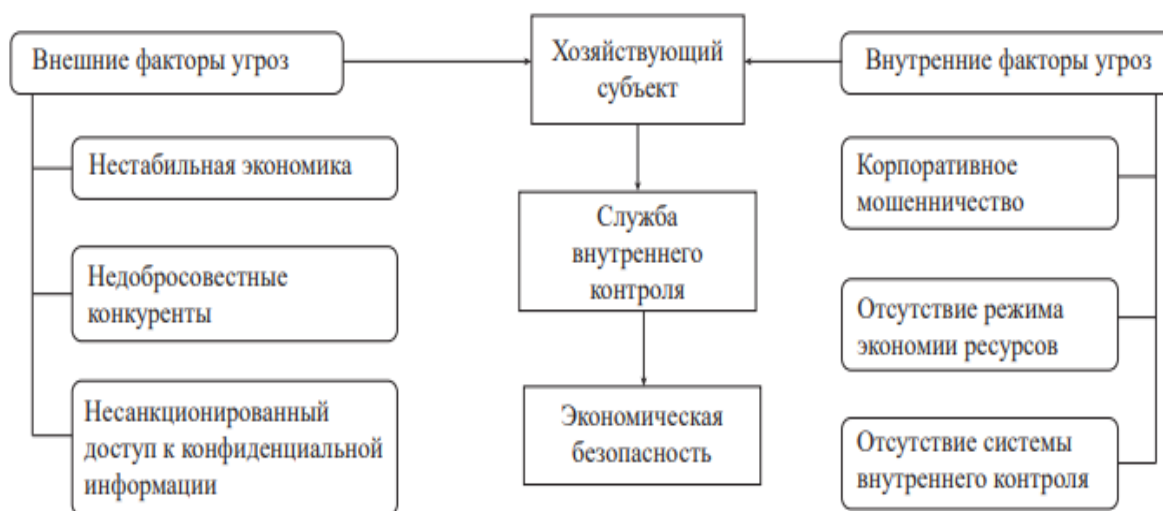 Внешние факторы угроз
Нестабильная экономика
Недобросовестные
конкуренты
Несанкционированный
доступ к конфиденциальной
информации
Хозяйствующий
субъект
Служба
внутреннего
контроля
Экономическая
безопасность
Внутренние факторы угроз
Корпоративное
мошенничество
Отсутствие режима
экономии ресурсов
Отсутствие системы
внутреннего контроля